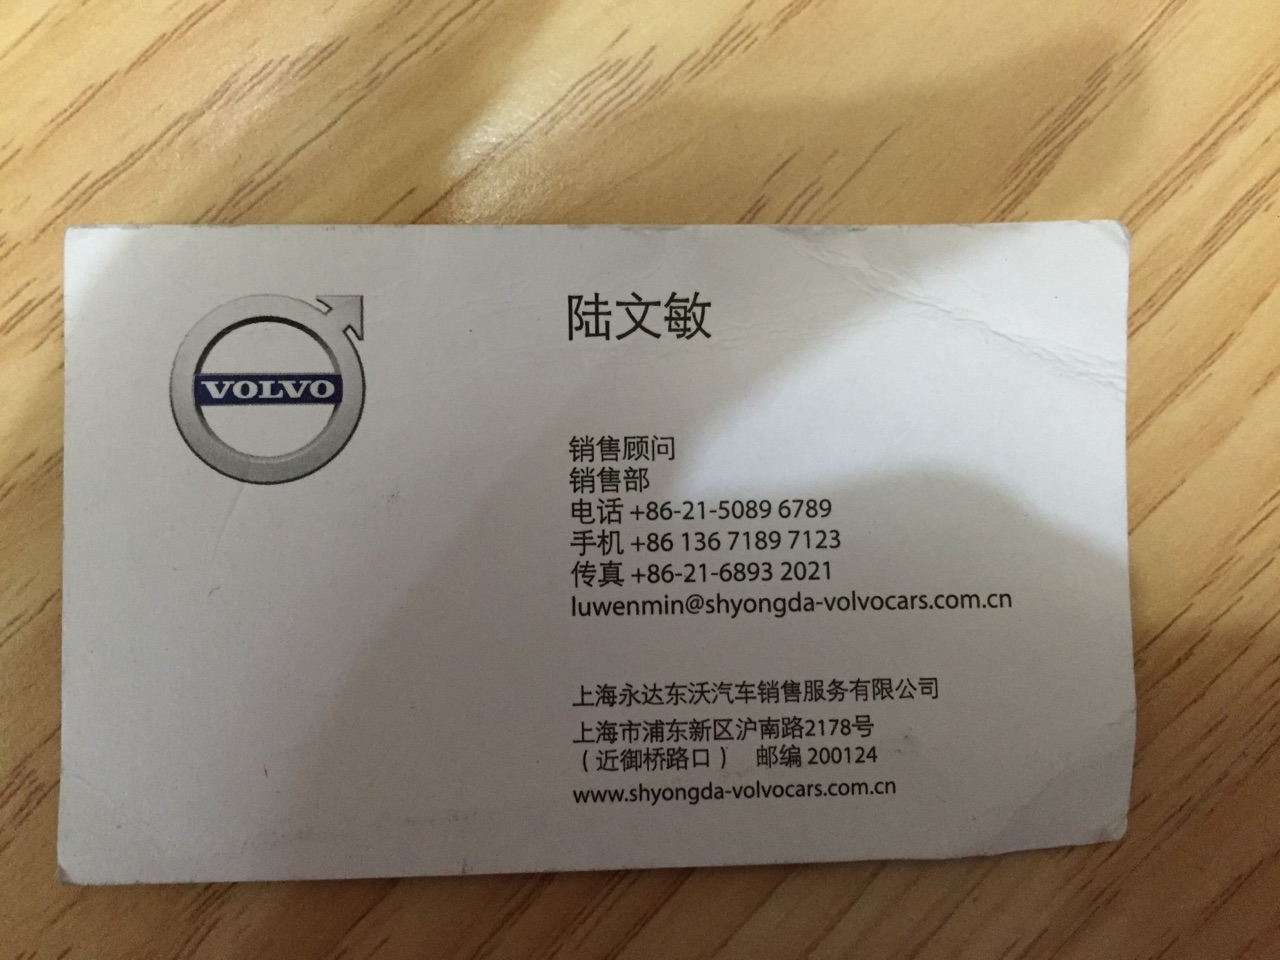 VOLVO
陆文敏
销售顾问
销售部
电话 +86-21-5089 6789
手机 +86 136 7189 7123
传真 +86-21-6893 2021
luwenmin@shyongda-volvocars.com.cn
上海永达东沃汽车销售服务有限公司
上海市浦东新区沪南路2178号
（近御桥路口） 邮编 200124
www.shyongda-volvocars.com.cn